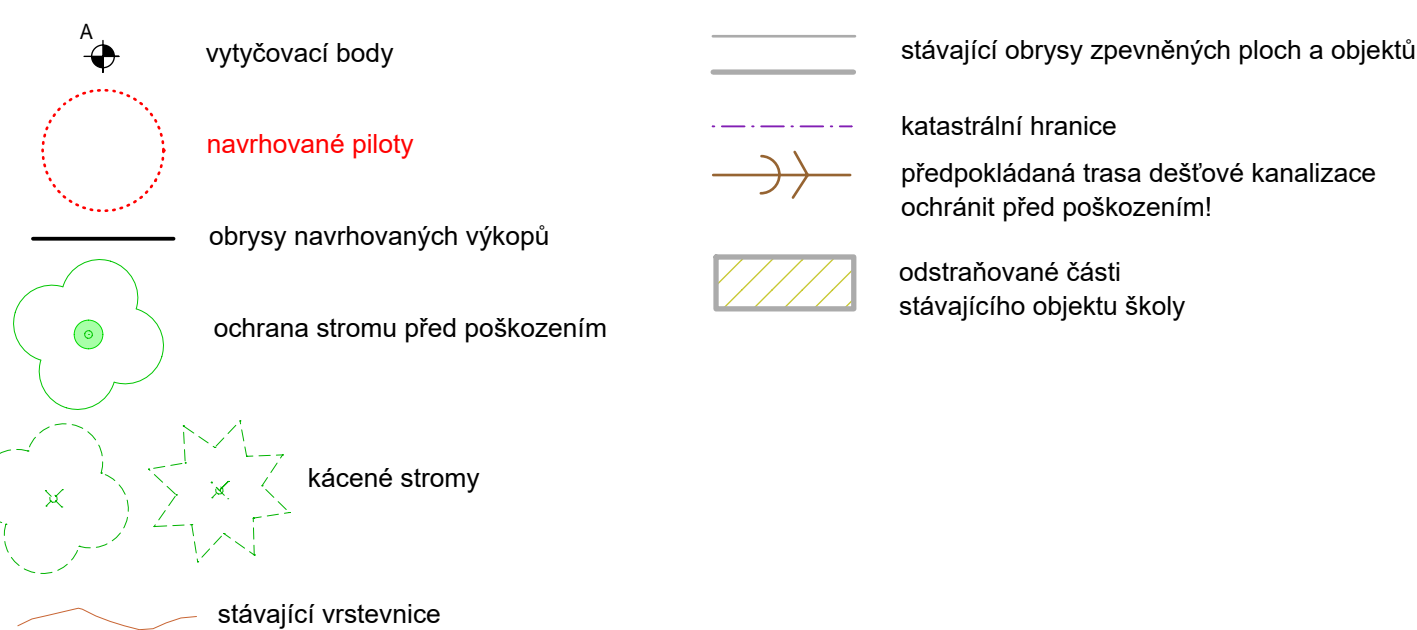 A
vytyčovací body
navrhované piloty
obrysy navrhovaných výkopů
ochrana stromu před poškozením
kácené stromy
stávající vrstevnice
stávající obrysy zpevněných ploch a objektů
katastrální hranice
předpokládaná trasa dešťové kanalizace
ochránit před poškozením!
odstraňované části
stávajícího objektu školy